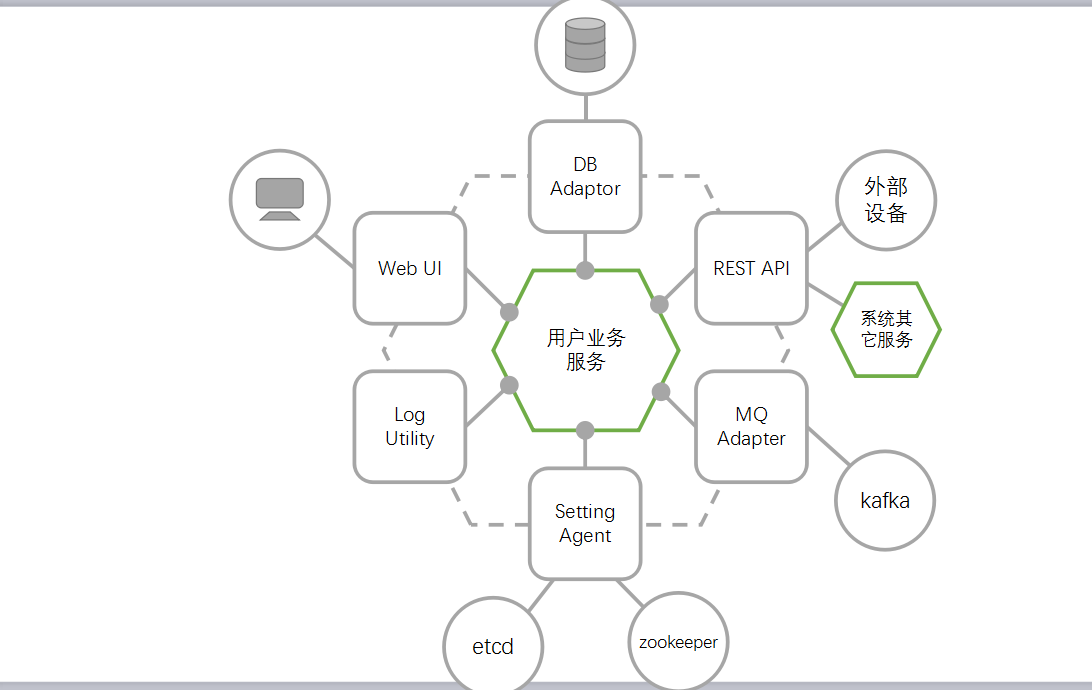 DB
Adaptor
外部
设备
Web UI
REST API
系统其
它服务
用户业务
服务
Log
Utility
MQ
Adapter
kafka
Setting
Agent
etcd
zookeeper